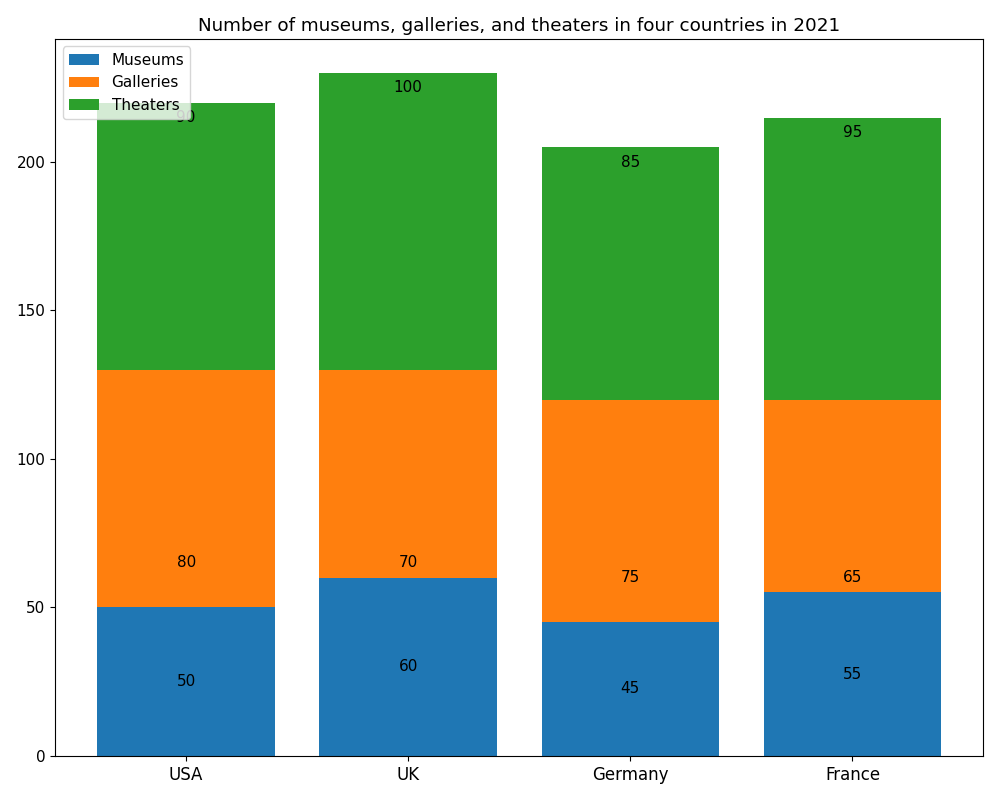 Number of museums, galleries, and theaters in four countries in 2021
Museums
Galleries
Theaters
200
150
100
50
0
90
100
85
95
80
70
75
65
50
60
45
55
USA
UK
Germany
France